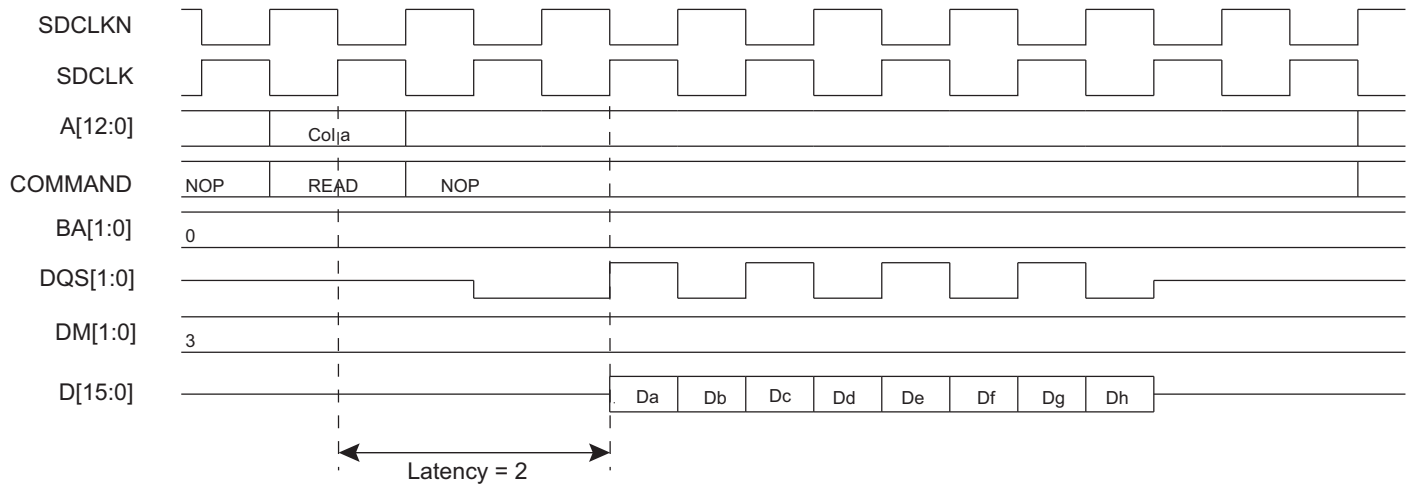 SDCLKN
SDCLK
A[12:0]
Col a
COMMAND
NOP READ NOP
BA[1:0]
0
DQS[1:0]
DM[1:0]
3
D[15:0]
Da Db Dc Dd De Df Dg Dh
Latency = 2